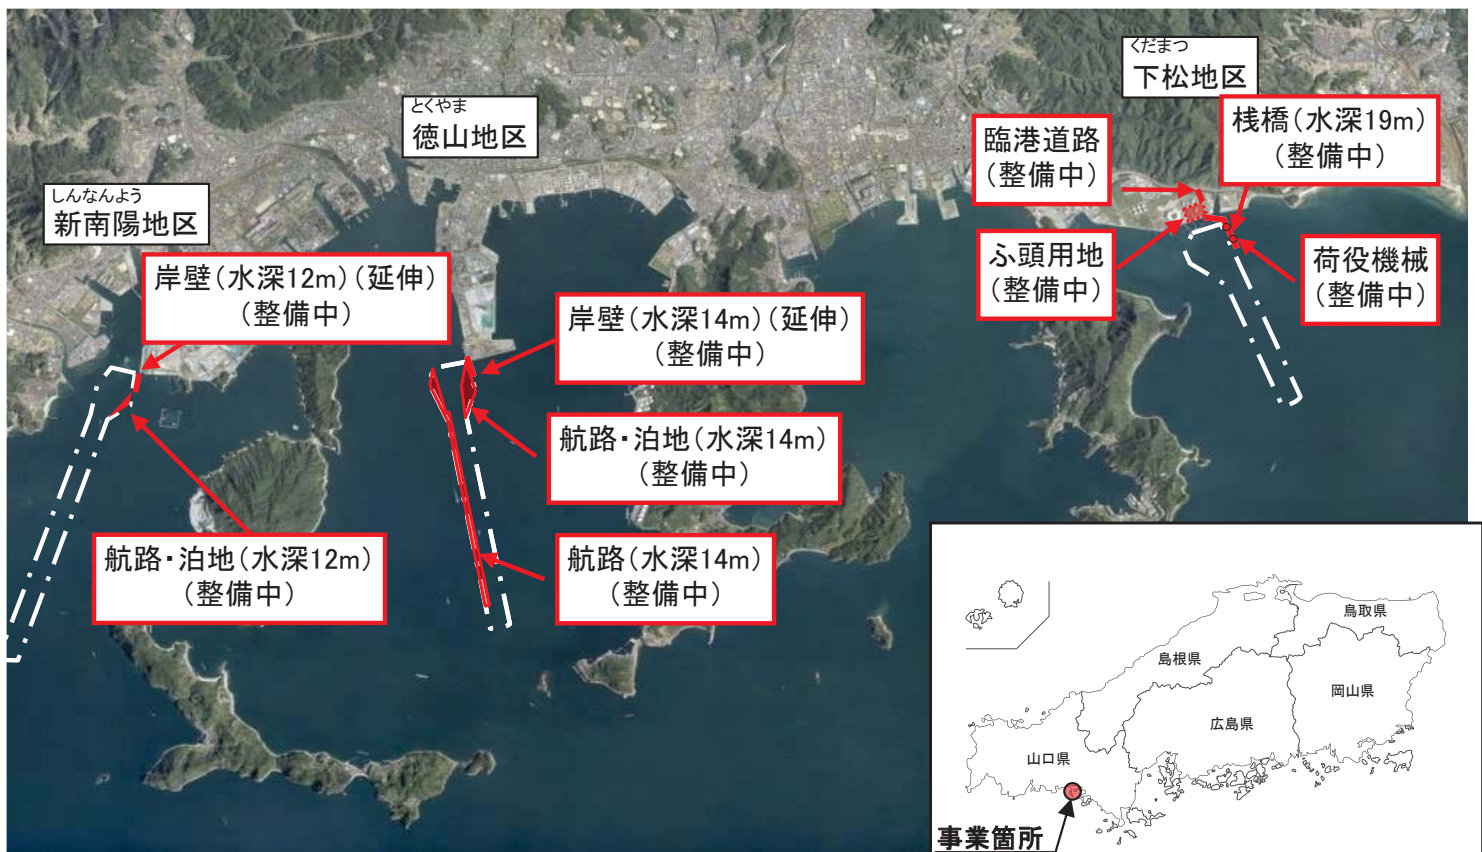 しんなんよう
新南陽地区
岸壁(水深12m)(延伸)
(整備中)
航路・泊地(水深12m)
(整備中)
とくやま
徳山地区
岸壁(水深14m)(延伸)
(整備中)
航路・泊地(水深14m)
(整備中)
航路(水深14m)
(整備中)
くだまつ
下松地区
臨港道路
(整備中)
桟橋(水深19m)
(整備中)
ふ頭用地
(整備中)
荷役機械
(整備中)
鳥取県
島根県
岡山県
広島県
山口県
事業箇所